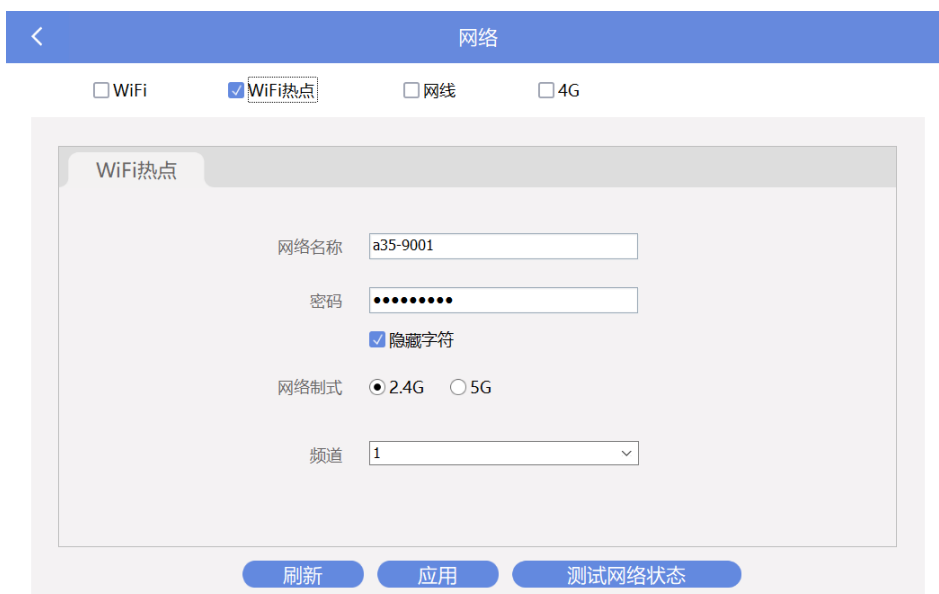 网络
WiFi WiFi热点 网线 4G
WiFi热点
网络名称 a35-9001
密码 •••••••••
隐藏字符
网络制式 2.4G 5G
频道 1
刷新 应用 测试网络状态